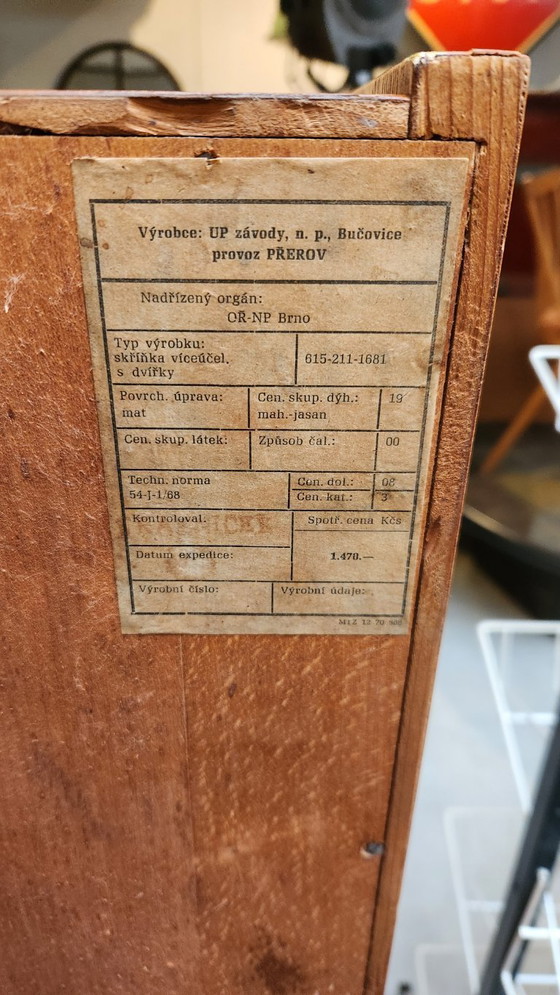 Výrobce: UP závody, n. p., Bučovice
provoz PŘEROV
Nadřízený orgán:
OŘ-NP Brno
Typ výrobku:
skříňka víceúčel.
s dvířky
615-211-1681
Povrch. úprava:
mat
Cen. skup. dýh.:
mah.-jasan
19
Cen. skup. látek:
Způsob čal.:
00
Techn. norma
54-J-1/68
Cen. dol.:
08
Cen. kat.:
3
Kontroloval:
Spotř. cena Kčs
Datum expedice:
1.470.—
Výrobní číslo:
Výrobní údaje:
MTZ 12 70